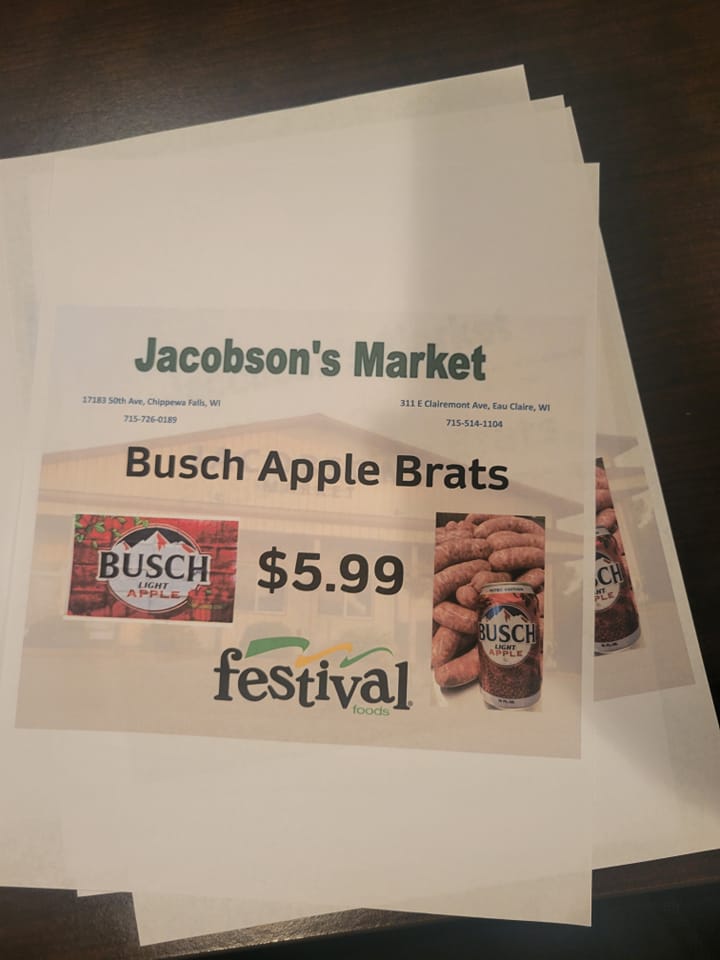 Jacobson's Market
17183 50th Ave, Chippewa Falls, WI
715-726-0189
311 E Clairemont Ave, Eau Claire, WI
715-514-1104
Busch Apple Brats
BUSCH
LIGHT
APPLE
$5.99
BUSCH
LIGHT
APPLE
festival
foods